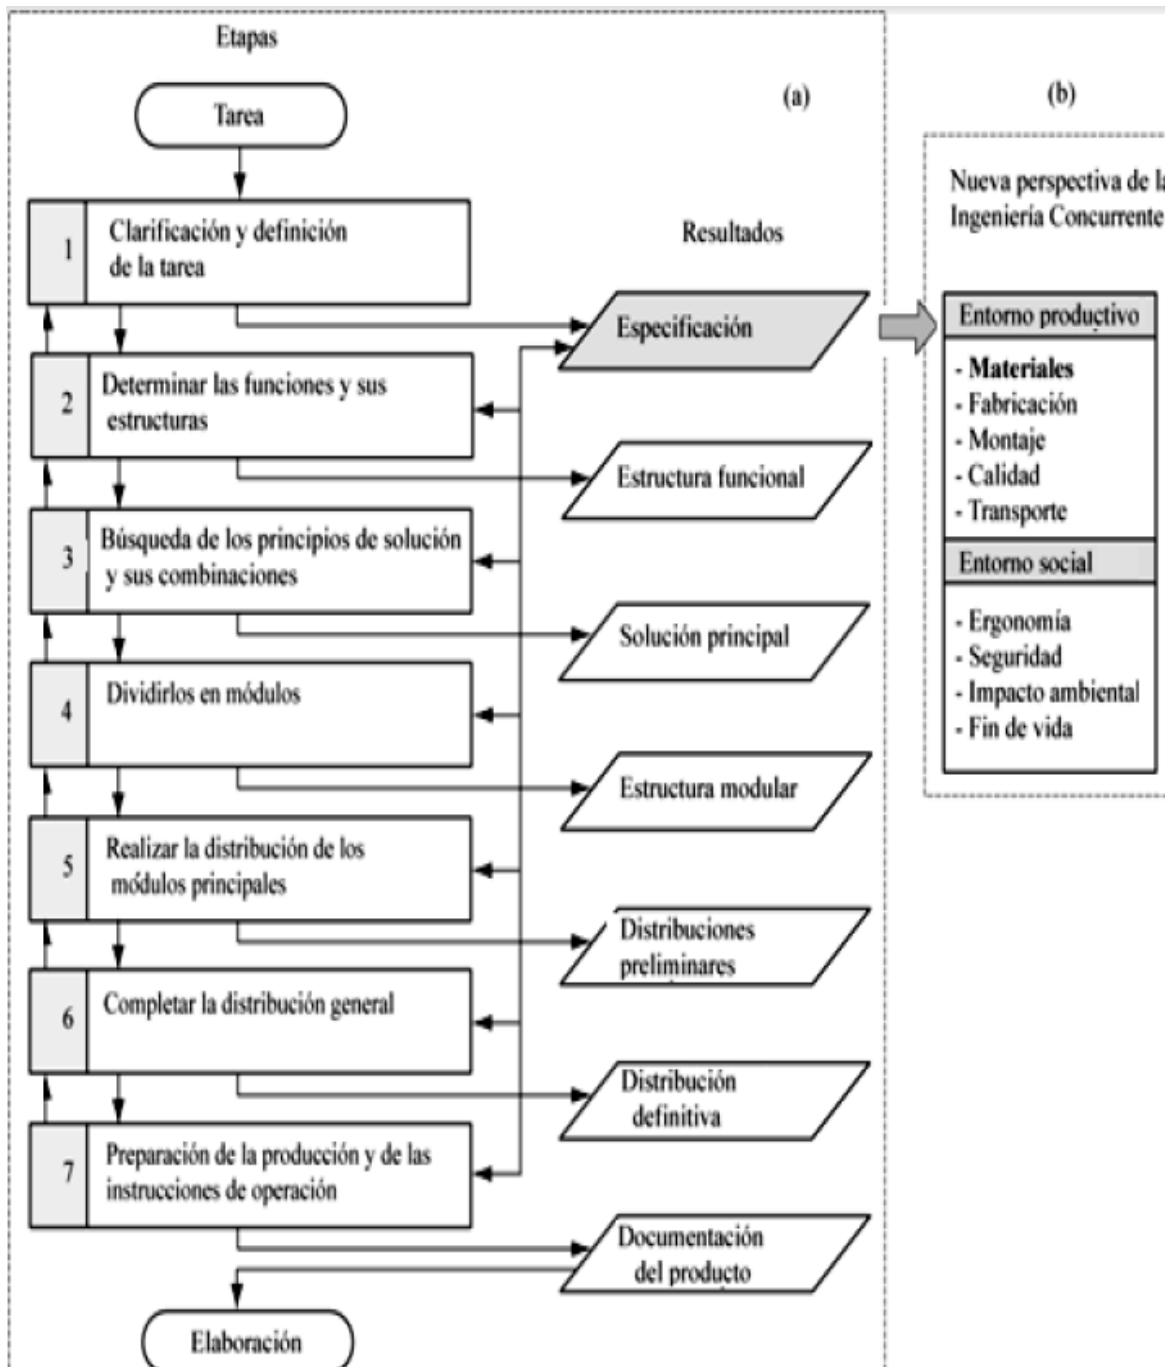 Etapas
Tarea
(a)
(b)
1
Clarificación y definición
de la tarea
Resultados
Especificación
2
Determinar las funciones y sus
estructuras
Estructura funcional
3
Búsqueda de los principios de solución
y sus combinaciones
Solución principal
4
Dividirlos en módulos
Estructura modular
5
Realizar la distribución de los
módulos principales
Distribuciones
preliminares
6
Completar la distribución general
Distribución
definitiva
7
Preparación de la producción y de las
instrucciones de operación
Documentación
del producto
Elaboración
Nueva perspectiva de la
Ingeniería Concurrente
Entorno productivo
- Materiales
- Fabricación
- Montaje
- Calidad
- Transporte
Entorno social
- Ergonomía
- Seguridad
- Impacto ambiental
- Fin de vida